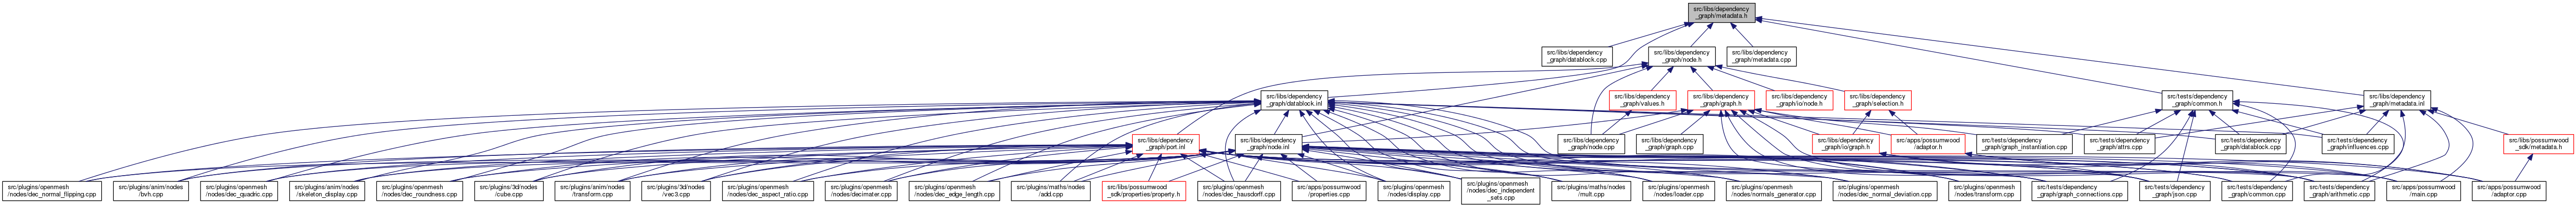 src/libs/dependency
_graph/metadata.h
src/libs/dependency
_graph/datablock.cpp
src/libs/dependency
_graph/node.h
src/libs/dependency
_graph/metadata.cpp
src/libs/dependency
_graph/datablock.inl
src/libs/dependency
_graph/values.h
src/libs/dependency
_graph/graph.h
src/libs/dependency
_graph/io/node.h
src/libs/dependency
_graph/selection.h
src/tests/dependency
_graph/common.h
src/libs/dependency
_graph/metadata.inl
src/libs/dependency
_graph/port.inl
src/libs/dependency
_graph/node.inl
src/libs/dependency
_graph/node.cpp
src/libs/dependency
_graph/graph.cpp
src/libs/dependency
_graph/io/graph.h
src/apps/possumwood
/adaptor.h
src/tests/dependency
_graph/graph_instantiation.cpp
src/tests/dependency
_graph/attrs.cpp
src/tests/dependency
_graph/datablock.cpp
src/tests/dependency
_graph/influences.cpp
src/libs/possumwood
_sdk/metadata.h
src/plugins/openmesh
/nodes/dec_normal_flipping.cpp
src/plugins/anim/nodes
/bvh.cpp
src/plugins/openmesh
/nodes/dec_quadric.cpp
src/plugins/anim/nodes
/skeleton_display.cpp
src/plugins/openmesh
/nodes/dec_roundness.cpp
src/plugins/3d/nodes
/cube.cpp
src/plugins/anim/nodes
/transform.cpp
src/plugins/3d/nodes
/vec3.cpp
src/plugins/openmesh
/nodes/dec_aspect_ratio.cpp
src/plugins/openmesh
/nodes/decimater.cpp
src/plugins/openmesh
/nodes/dec_edge_length.cpp
src/plugins/maths/nodes
/add.cpp
src/libs/possumwood
_sdk/properties/property.h
src/plugins/openmesh
/nodes/dec_hausdorff.cpp
src/apps/possumwood
/properties.cpp
src/plugins/openmesh
/nodes/display.cpp
src/plugins/openmesh
/nodes/dec_independent
_sets.cpp
src/plugins/maths/nodes
/mult.cpp
src/plugins/openmesh
/nodes/loader.cpp
src/plugins/openmesh
/nodes/normals_generator.cpp
src/plugins/openmesh
/nodes/dec_normal_deviation.cpp
src/plugins/openmesh
/nodes/transform.cpp
src/tests/dependency
_graph/graph_connections.cpp
src/tests/dependency
_graph/json.cpp
src/tests/dependency
_graph/common.cpp
src/tests/dependency
_graph/arithmetic.cpp
src/apps/possumwood
/main.cpp
src/apps/possumwood
/adaptor.cpp